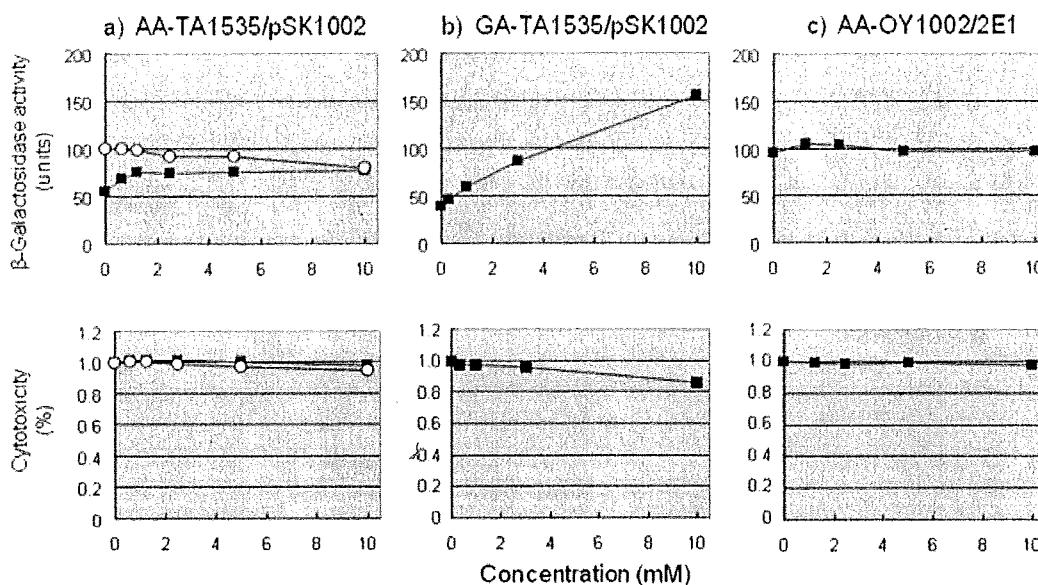 a) AA-TA1535/pSK1002
b) GA-TA1535/pSK1002
c) AA-OY1002/2E1
β-Galactosidase activity
(units)
200
150
100
50
0
0 2 4 6 8 10
200
150
100
50
0
0 2 4 6 8 10
200
150
100
50
0
0 2 4 6 8 10
Cytotoxicity
(%)
1.2
1.0
0.8
0.6
0.4
0.2
0
0 2 4 6 8 10
1.2
1.0
0.8
0.6
0.4
0.2
0
0 2 4 6 8 10
1.2
1.0
0.8
0.6
0.4
0.2
0
0 2 4 6 8 10
Concentration (mM)